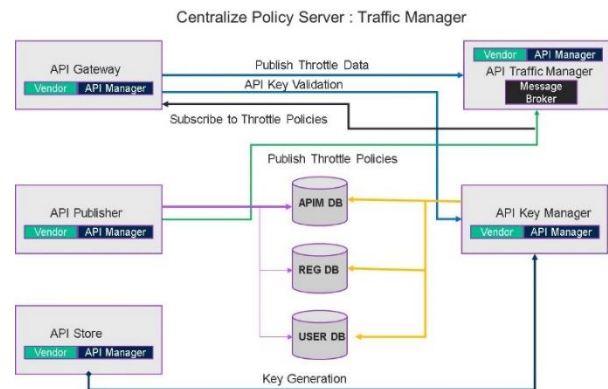 Centralize Policy Server : Traffic Manager
API Gateway
Vendor API Manager
Publish Throttle Data
API Key Validation
Subscribe to Throttle Policies
Vendor API Manager
API Traffic Manager
Message
Broker
Publish Throttle Policies
API Publisher
Vendor API Manager
APIM DB
REG DB
USER DB
API Key Manager
Vendor API Manager
API Store
Vendor API Manager
Key Generation